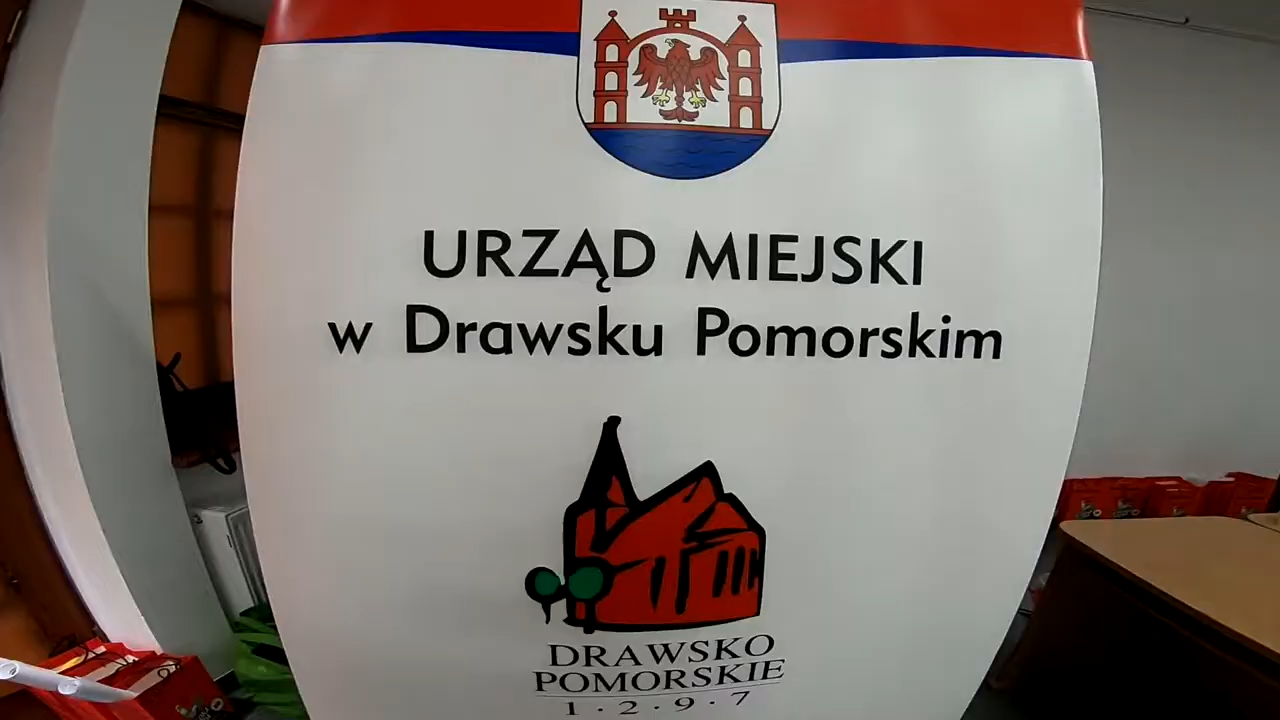 URZĄD MIEJSKI
w Drawsku Pomorskim
DRAWSKO
POMORSKIE
1·2·9·7